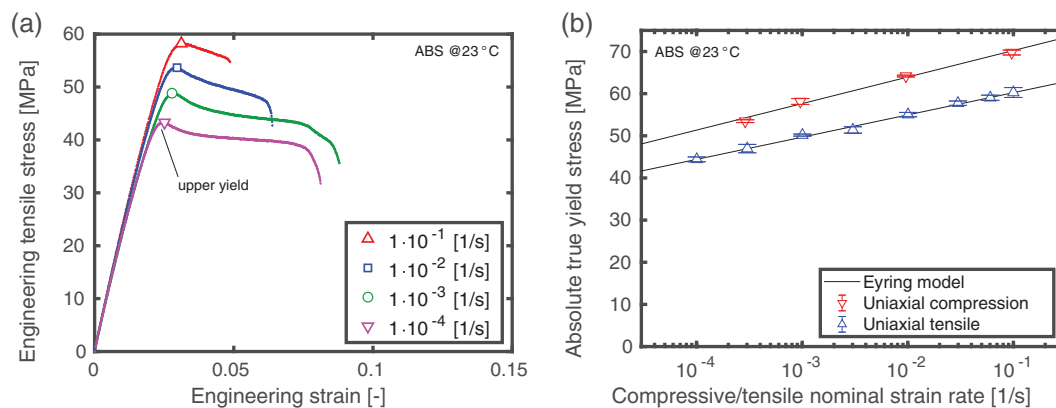 (a)
Engineering tensile stress [MPa]
60
50
40
30
20
10
0
ABS @23 °C
upper yield
1·10⁻¹ [1/s]
1·10⁻² [1/s]
1·10⁻³ [1/s]
1·10⁻⁴ [1/s]
0 0.05 0.1 0.15
Engineering strain [-]
(b)
Absolute true yield stress [MPa]
70
60
50
40
30
20
10
0
ABS @23 °C
Eyring model
Uniaxial compression
Uniaxial tensile
10⁻⁴ 10⁻³ 10⁻² 10⁻¹
Compressive/tensile nominal strain rate [1/s]